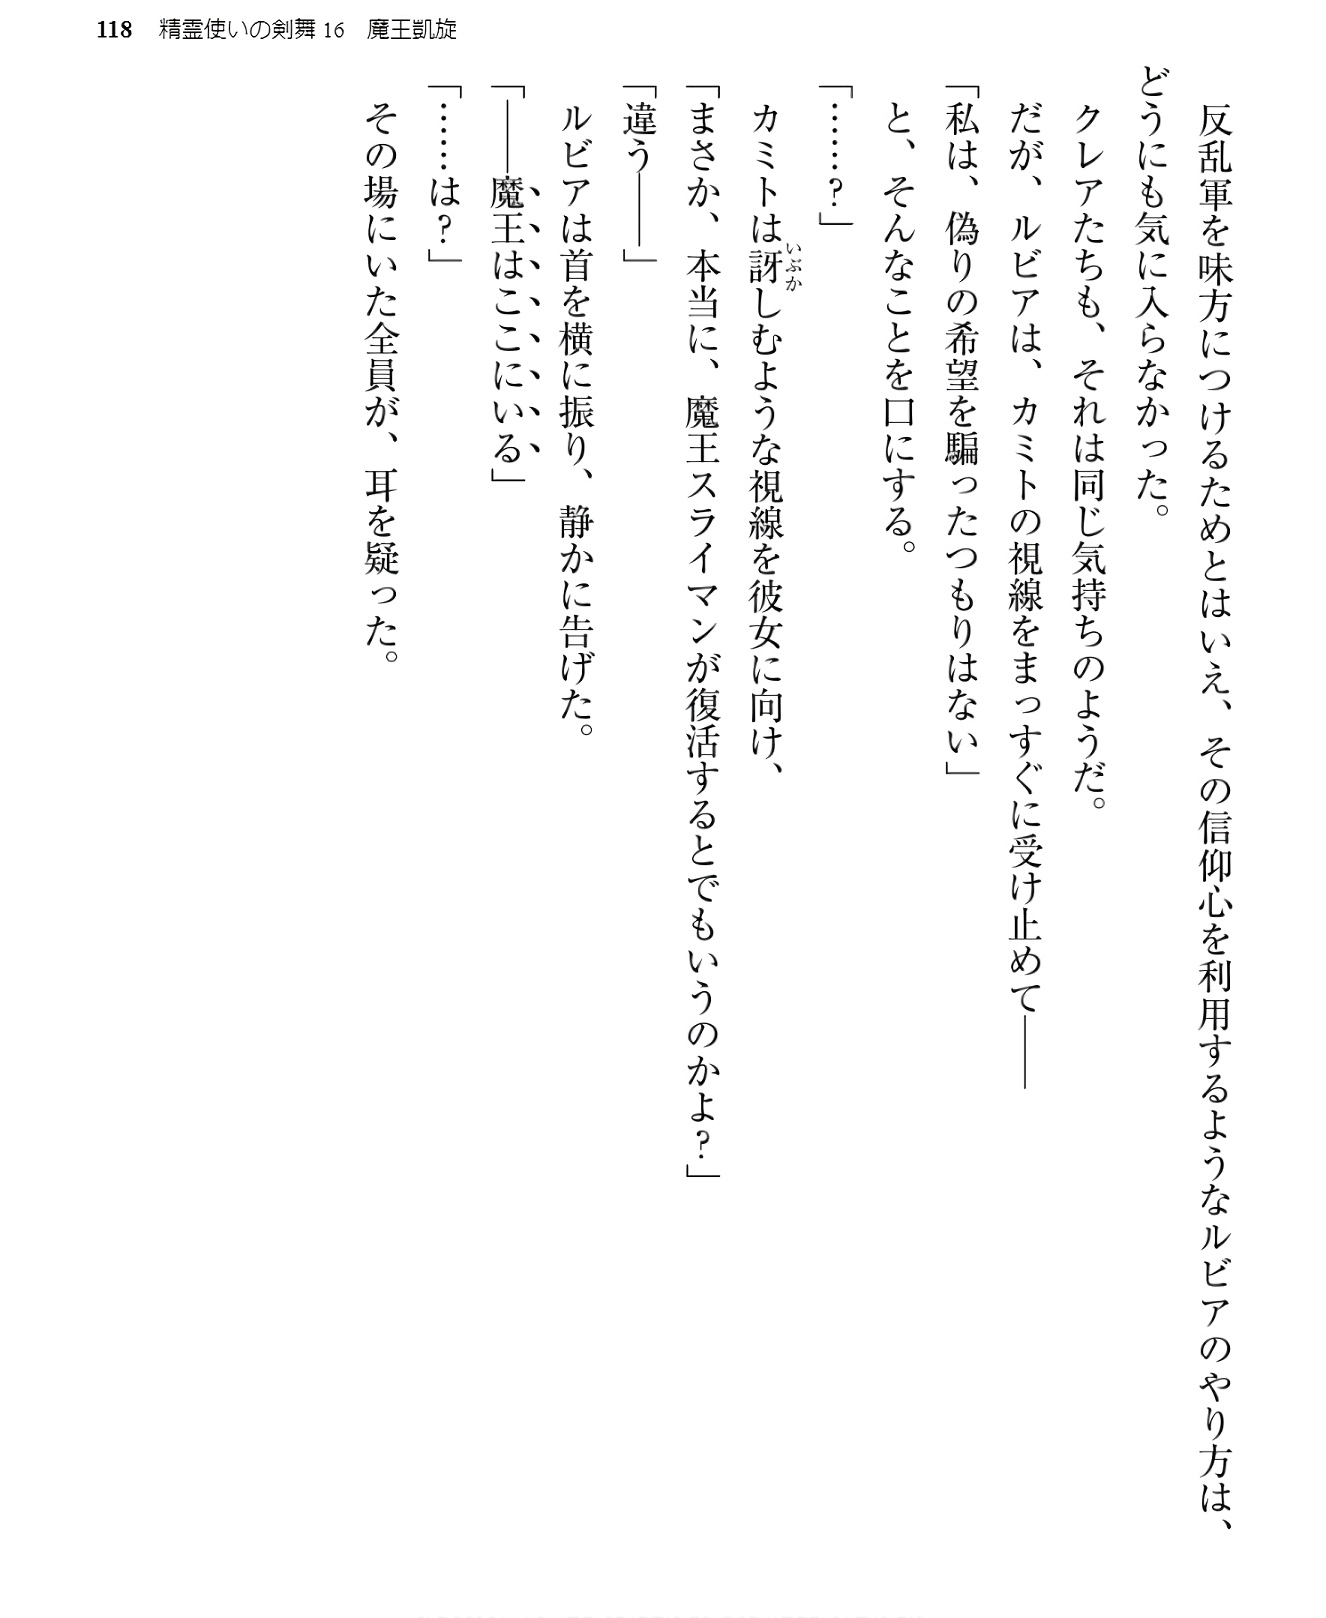 118 精霊使いの剣舞16 魔王凱旋
反乱軍を味方につけるためとはいえ、その信仰心を利用するようなルビアのやり方は、
どうにも気に入らなかった。
クレアたちも、それは同じ気持ちのようだ。
だが、ルビアは、カミトの視線をまっすぐに受け止めて――
「私は、偽りの希望を騙ったつもりはない」
と、そんなことを口にする。
「……?」
カミトは訝しむような視線を彼女に向け、
いぶか
「まさか、本当に、魔王スライマンが復活するとでもいうのかよ?」
「違う――」
ルビアは首を横に振り、静かに告げた。
「――魔王はここにいる」
「……は?」
その場にいた全員が、耳を疑った。